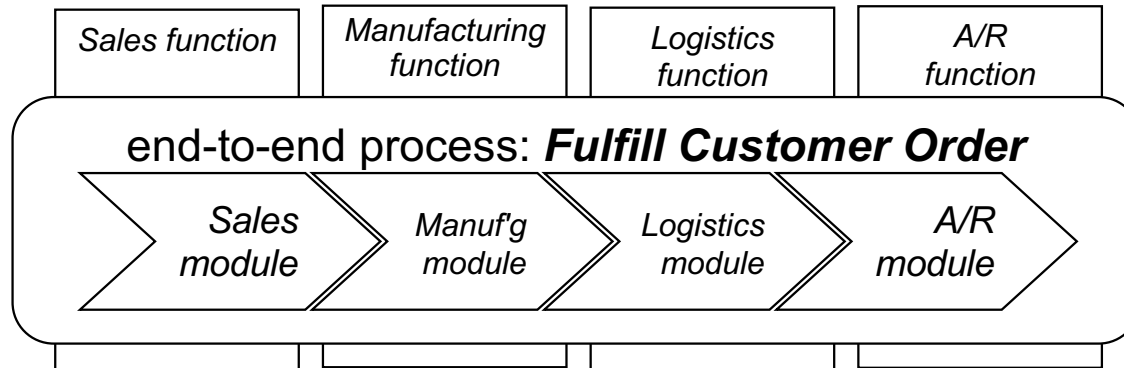 Sales function
Manufacturing
function
Logistics
function
A/R
function
end-to-end process: Fulfill Customer Order
Sales
module
Manuf'g
module
Logistics
module
A/R
module